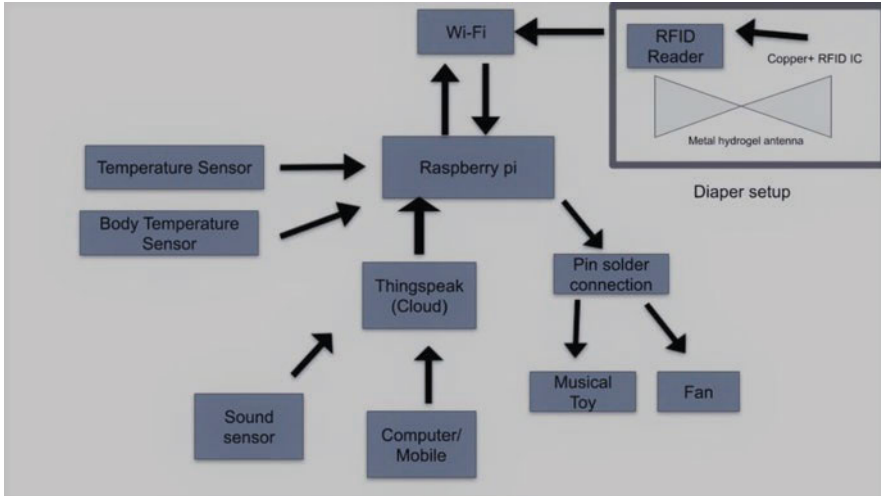 Wi-Fi
RFID
Reader
Copper+ RFID IC
Metal hydrogel antenna
Diaper setup
Temperature Sensor
Raspberry pi
Body Temperature
Sensor
Thingspeak
(Cloud)
Pin solder
connection
Musical
Toy
Fan
Sound
sensor
Computer/
Mobile